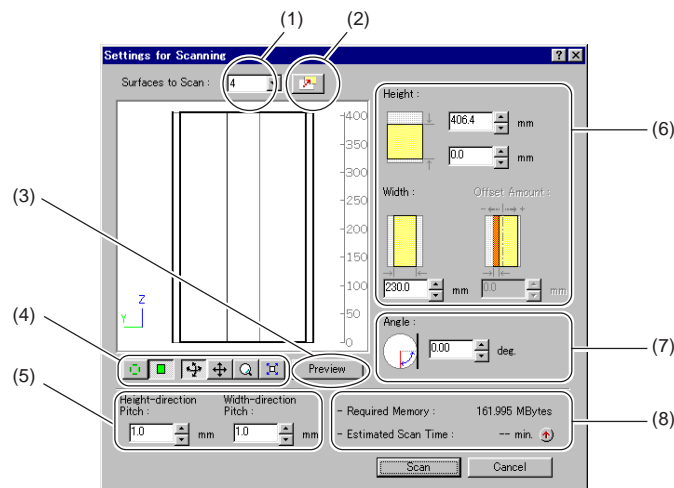 (1) (2)
Settings for Scanning
Surfaces to Scan : 4
Height :
400
406.4 mm
(6)
350
0.0 mm
300
(3)
250
Width : Offset Amount :
- +
200
150
100
230.0 mm 0.0 mm
Z
50
Y
(4)
0
Angle :
0.00 deg.
(7)
Preview
(5)
Height-direction Pitch :
Width-direction Pitch :
1.0 mm 1.0 mm
- Required Memory : 161.995 MBytes
- Estimated Scan Time : -- min.
(8)
Scan Cancel